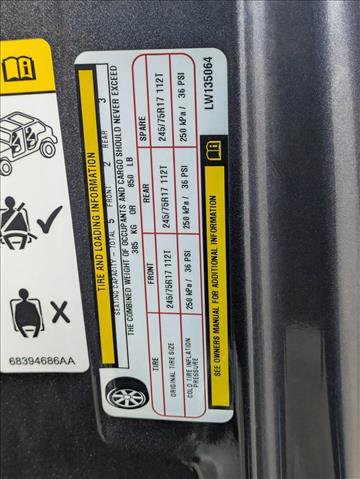 68394686AA
TIRE AND LOADING INFORMATION
SEATING CAPACITY - TOTAL 5 FRONT 2 REAR 3
THE COMBINED WEIGHT OF OCCUPANTS AND CARGO SHOULD NEVER EXCEED
385 KG OR 850 LB
TIRE FRONT REAR SPARE
ORIGINAL TIRE SIZE 245/75R17 112T 245/75R17 112T 245/75R17 112T
COLD TIRE INFLATION PRESSURE 250 kPa / 36 PSI 250 kPa / 36 PSI 250 kPa / 36 PSI
SEE OWNERS MANUAL FOR ADDITIONAL INFORMATION
LW135064